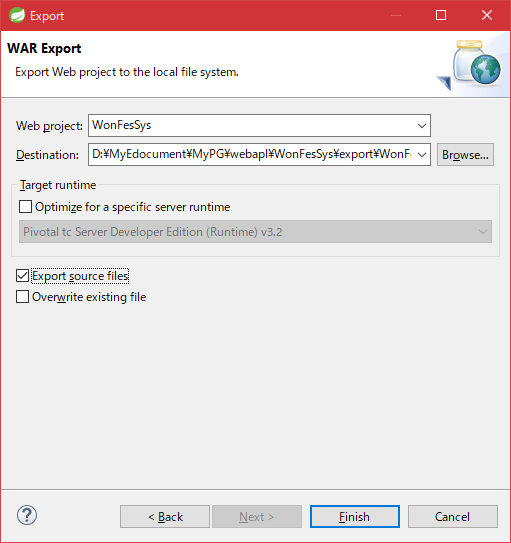 Export
WAR Export
Export Web project to the local file system.
Web project:
WonFesSys
Destination:
D:¥MyEdocument¥MyPG¥webapl¥WonFesSys¥export¥WonF
Browse...
Target runtime
Optimize for a specific server runtime
Pivotal tc Server Developer Edition (Runtime) v3.2
Export source files
Overwrite existing file
?
< Back
Next >
Finish
Cancel